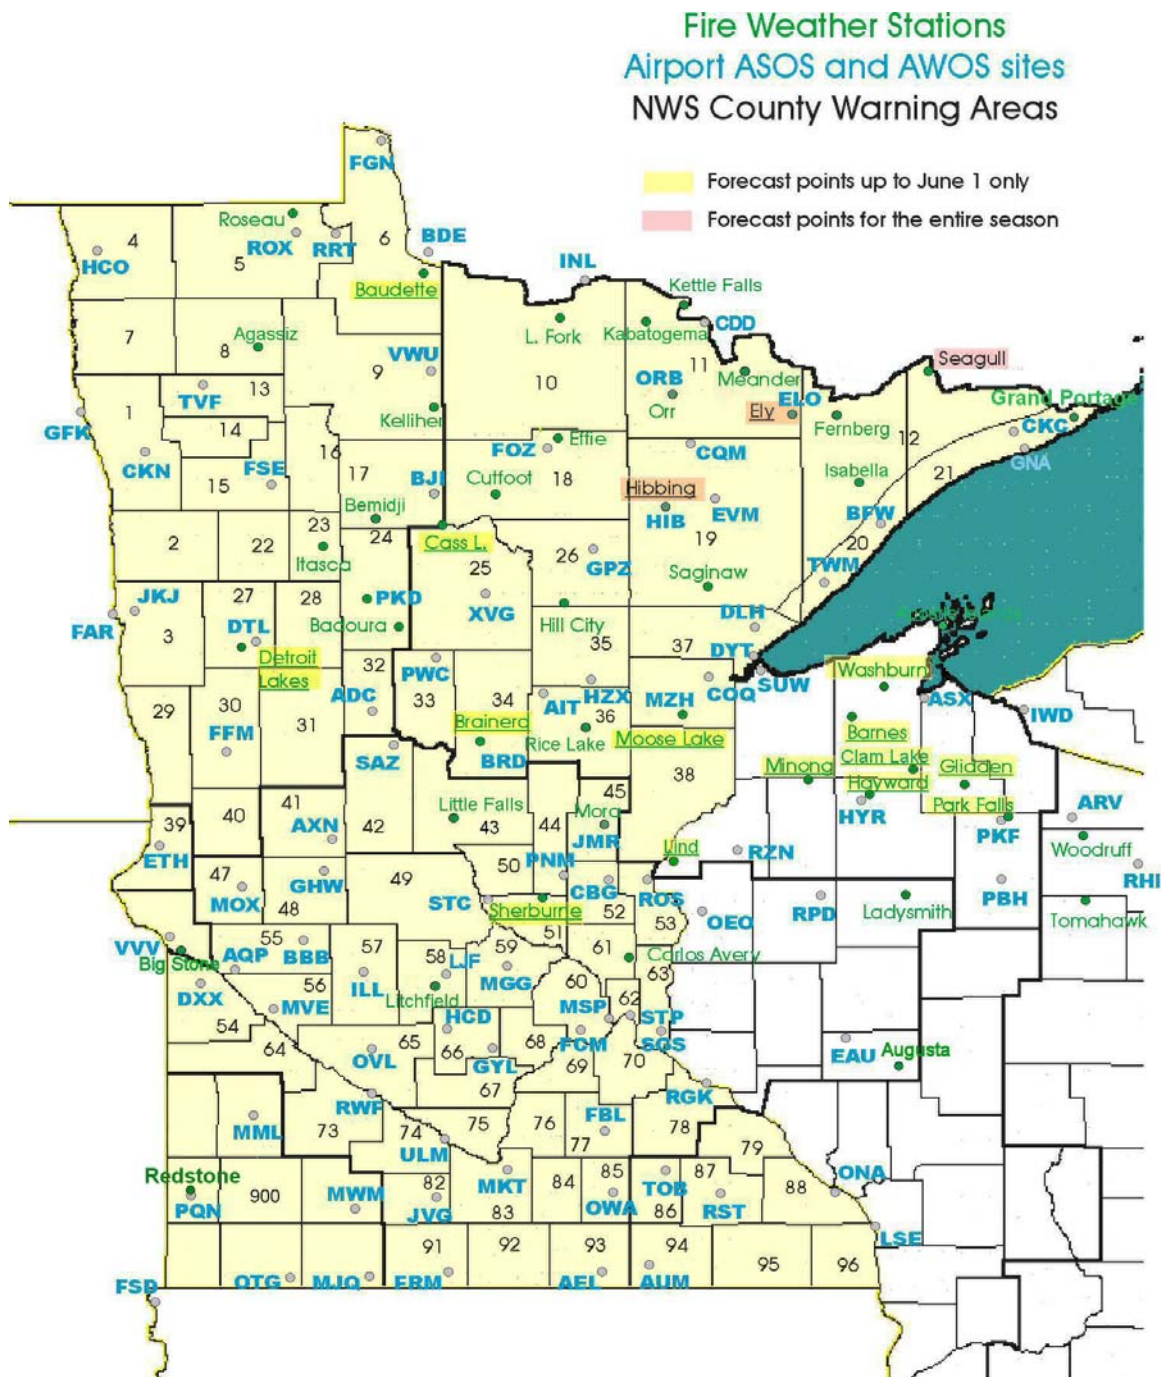 Fire Weather Stations
Airport ASOS and AWOS sites
NWS County Warning Areas
Forecast points up to June 1 only
Forecast points for the entire season
FGN
Roseau
4
5
ROX
RRT
6
BDE
HCO
INL
Baudette
Kettle Falls
7
Agassiz
8
L. Fork
Kabatogema
CDD
9
VWU
10
11
Seagull
13
ORB
Meander
1
TVF
Kelliher
Orr
Ely
ELO
Grand Portage
GFK
14
Fernberg
12
CKC
16
Effie
FOZ
CQM
GNA
CKN
FSE
17
BJI
Cutfoot
18
Isabella
21
15
Hibbing
Bemidji
HIB
EVM
BFW
23
24
19
20
2
22
Cass L.
26
Itasca
25
GPZ
TWM
Saginaw
JKJ
27
28
PKD
XVG
DLH
FAR
DTL
Badoura
Hill City
3
35
37
DYT
Detroit
Lakes
32
PWC
Washburn
SUW
ADC
33
34
HZX
MZH
COQ
29
30
31
AIT
36
ASX
IWD
FFM
Brainerd
Rice Lake
Moose Lake
Barnes
SAZ
BRD
Clam Lake
38
Minong
Glidden
41
45
Hayward
39
40
AXN
42
Little Falls
43
44
Mora
HYR
Park Falls
ARV
PKF
ETH
JMR
Lind
Woodruff
50
PNM
RZN
47
GHW
49
RHI
MOX
48
STC
CBG
ROS
RPD
PBH
Sherburne
52
OEO
Ladysmith
Tomahawk
51
53
VVV
55
BBB
57
59
61
AQP
58
LJF
Carlos Avery
Big Stone
MGG
63
DXX
56
ILL
60
Litchfield
MVE
MSP
62
54
HCD
STP
64
65
66
68
FCM
SGS
EAU
Augusta
OVL
GYL
69
70
67
RGK
RWF
MML
73
74
75
76
FBL
78
ULM
77
79
Redstone
82
85
87
ONA
900
MWM
MKT
84
TOB
88
PQN
JVG
83
OWA
86
RST
LSE
91
92
93
94
95
96
FSD
OTG
MJQ
FRM
AEL
AUM